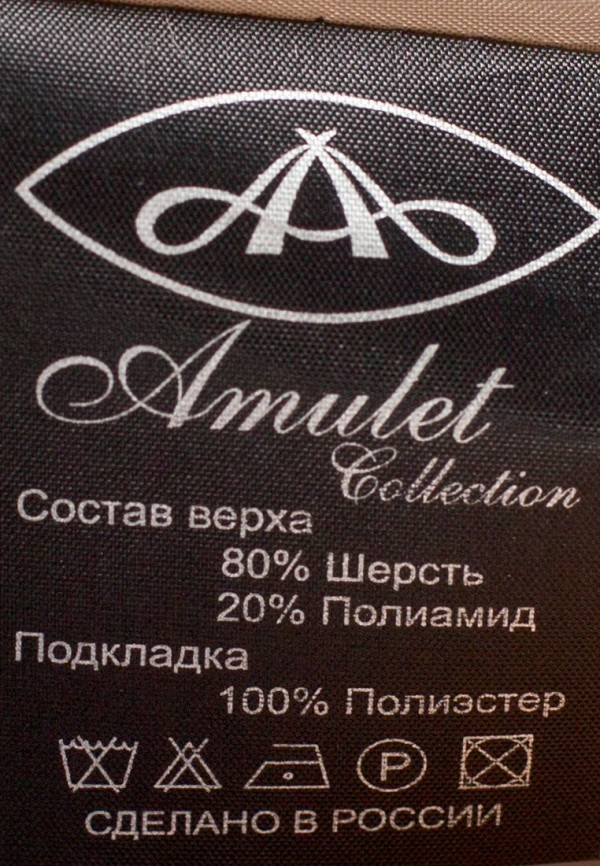 Amulet
Collection
Состав верха
80% Шерсть
20% Полиамид
Подкладка
100% Полиэстер
P
СДЕЛАНО В РОССИИ